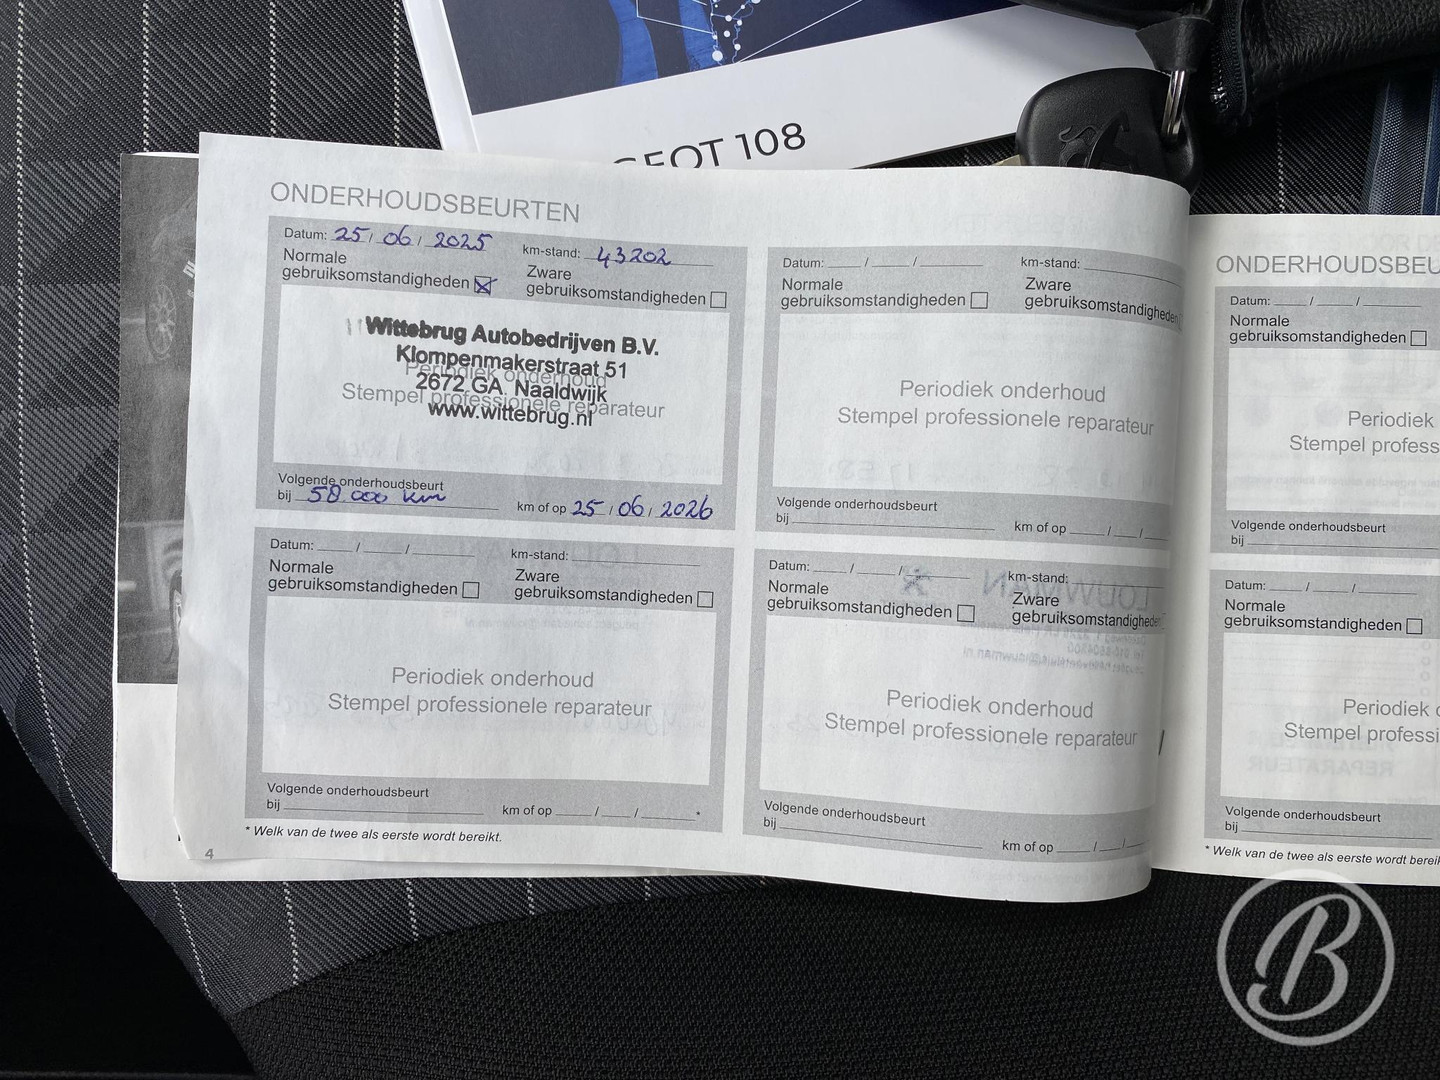 PEUGEOT 108
ONDERHOUDSBEURTEN
Datum: 25 / 06 / 2025 km-stand: 43202
Normale gebruiksomstandigheden Zware gebruiksomstandigheden
Wittebrug Autobedrijven B.V.
Klompenmakerstraat 51
Periodiek onderhoud
2672 GA. Naaldwijk
Stempel professionele reparateur
www.wittebrug.nl
Volgende onderhoudsbeurt
bij 58.000 km km of op 25 / 06 / 2026
Datum: / / km-stand:
Normale gebruiksomstandigheden Zware gebruiksomstandigheden
Periodiek onderhoud
Stempel professionele reparateur
Volgende onderhoudsbeurt
bij km of op / / *
* Welk van de twee als eerste wordt bereikt.
4
Datum: / / km-stand:
Normale gebruiksomstandigheden Zware gebruiksomstandigheden
Periodiek onderhoud
Stempel professionele reparateur
Volgende onderhoudsbeurt
bij km of op / /
Datum: / / km-stand:
Normale gebruiksomstandigheden Zware gebruiksomstandigheden
Periodiek onderhoud
Stempel professionele reparateur
Volgende onderhoudsbeurt
bij km of op / /
ONDERHOUDSBEU
Datum: / /
Normale
gebruiksomstandigheden
Periodiek
Stempel profess
Volgende onderhoudsbeurt
bij
Datum: / /
Normale
gebruiksomstandigheden
Periodiek
Stempel professi
Volgende onderhoudsbeurt
bij
* Welk van de twee als eerste wordt bereik
B